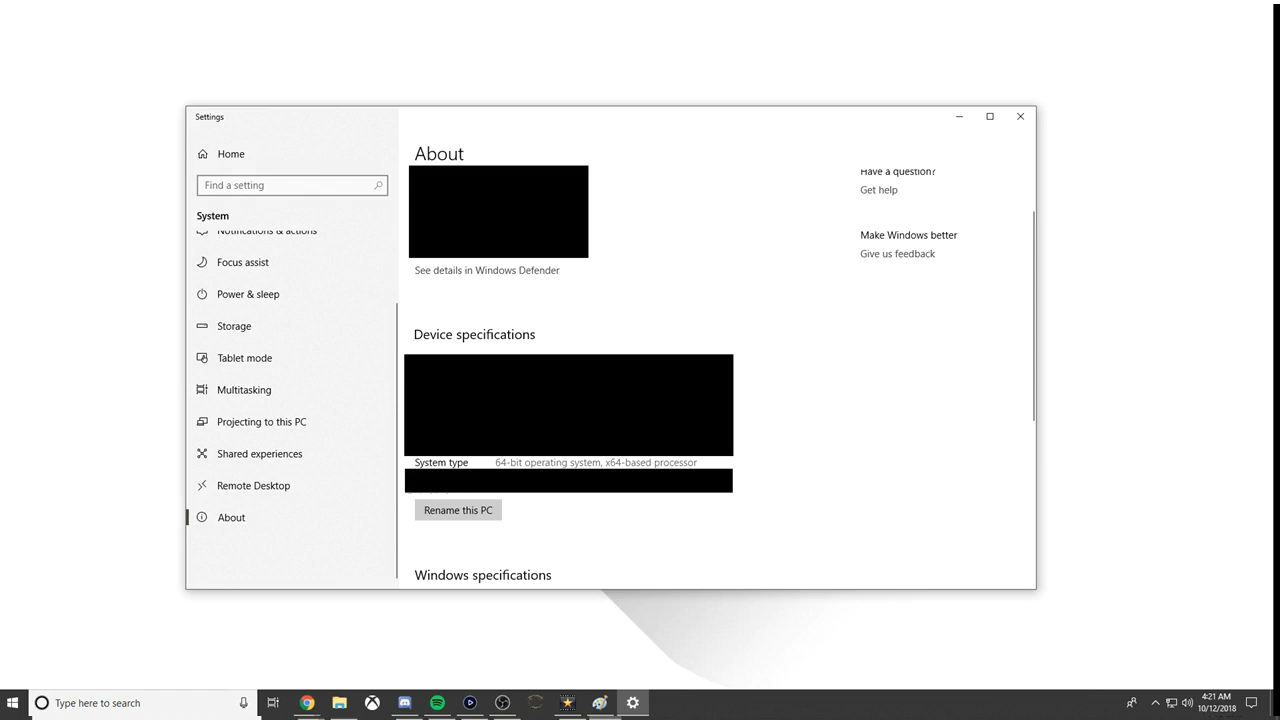 Settings
Home
Find a setting
System
Notifications & actions
Focus assist
Power & sleep
Storage
Tablet mode
Multitasking
Projecting to this PC
Shared experiences
Remote Desktop
About
About
See details in Windows Defender
Device specifications
System type 64-bit operating system, x64-based processor
Rename this PC
Windows specifications
Have a question?
Get help
Make Windows better
Give us feedback
Type here to search
4:21 AM
10/12/2018